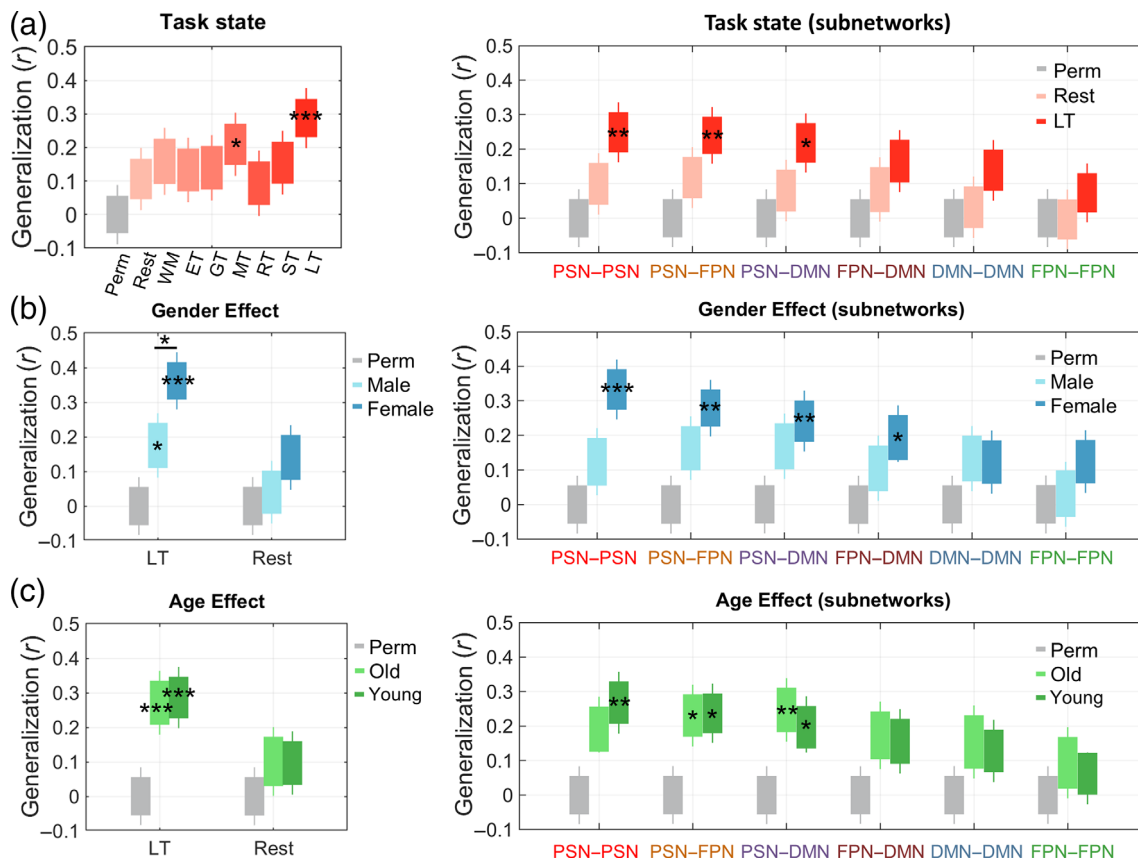 (a)
Task state
Generalization (r)
0.5
0.4
0.3
0.2
0.1
0
–0.1
*
***
Perm
Rest
WM
ET
GT
MT
RT
ST
LT
Task state (subnetworks)
Generalization (r)
0.5
0.4
0.3
0.2
0.1
0
–0.1
Perm
Rest
LT
**
**
*
PSN–PSN
PSN–FPN
PSN–DMN
FPN–DMN
DMN–DMN
FPN–FPN
(b)
Gender Effect
Generalization (r)
0.5
0.4
0.3
0.2
0.1
0
–0.1
*
***
*
Perm
Male
Female
LT
Rest
Gender Effect (subnetworks)
Generalization (r)
0.5
0.4
0.3
0.2
0.1
0
–0.1
Perm
Male
Female
***
**
**
*
PSN–PSN
PSN–FPN
PSN–DMN
FPN–DMN
DMN–DMN
FPN–FPN
(c)
Age Effect
Generalization (r)
0.5
0.4
0.3
0.2
0.1
0
–0.1
***
***
Perm
Old
Young
LT
Rest
Age Effect (subnetworks)
Generalization (r)
0.5
0.4
0.3
0.2
0.1
0
–0.1
Perm
Old
Young
**
*
*
**
*
PSN–PSN
PSN–FPN
PSN–DMN
FPN–DMN
DMN–DMN
FPN–FPN